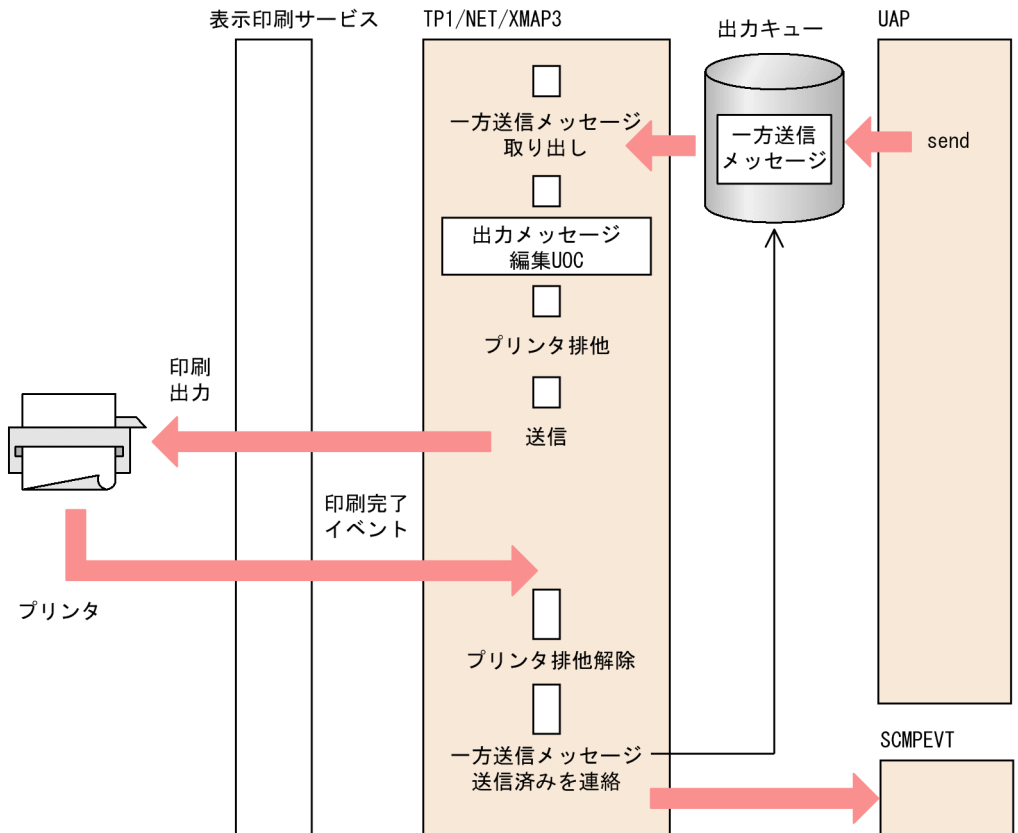 表示印刷サービス
TP1/NET/XMAP3
出力キュー
UAP
一方送信メッセージ
取り出し
一方送信
メッセージ
send
出力メッセージ
編集UOC
プリンタ排他
印刷
出力
送信
印刷完了
イベント
プリンタ
プリンタ排他解除
一方送信メッセージ
送信済みを連絡
SCMPEVT